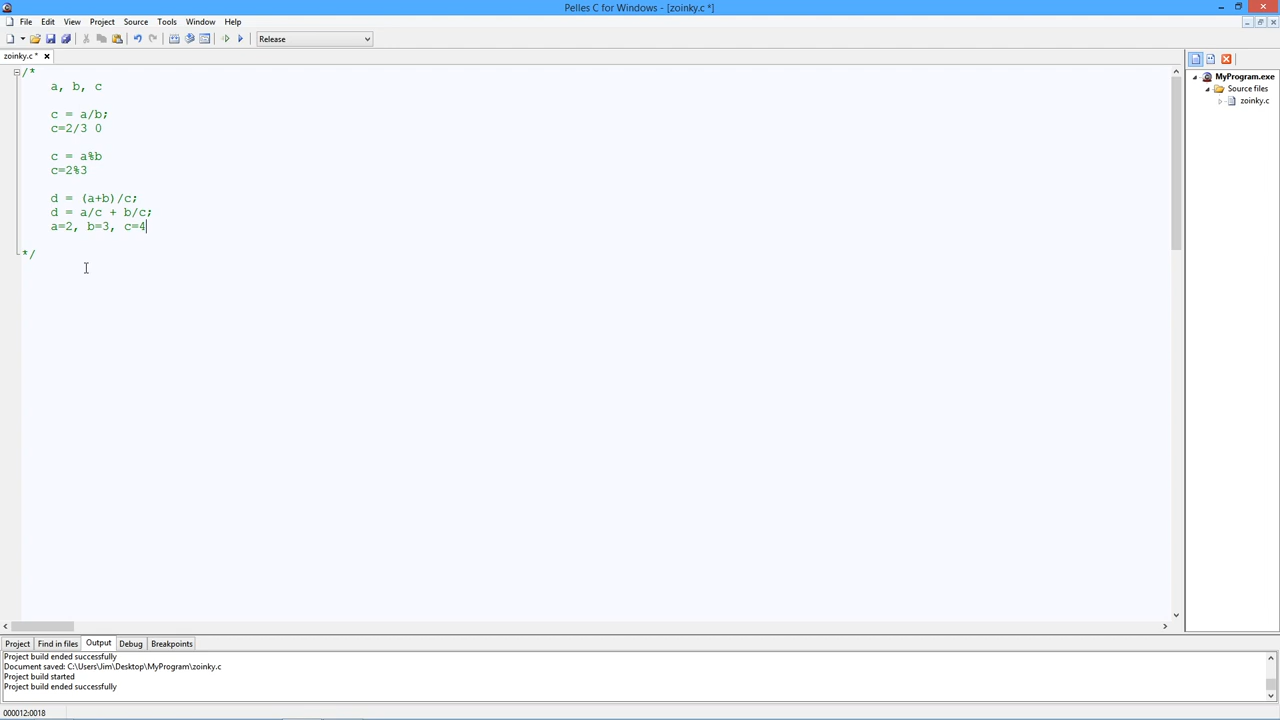 Pelles C for Windows - [zoinky.c *]
File Edit View Project Source Tools Window Help
Release
zoinky.c *
/*
a, b, c
c = a/b;
c=2/3 0
c = a%b
c=2%3
d = (a+b)/c;
d = a/c + b/c;
a=2, b=3, c=4
*/
MyProgram.exe
Source files
zoinky.c
Project Find in files Output Debug Breakpoints
Project build ended successfully
Document saved: C:\Users\Jim\Desktop\MyProgram\zoinky.c
Project build started
Project build ended successfully
000012:0018